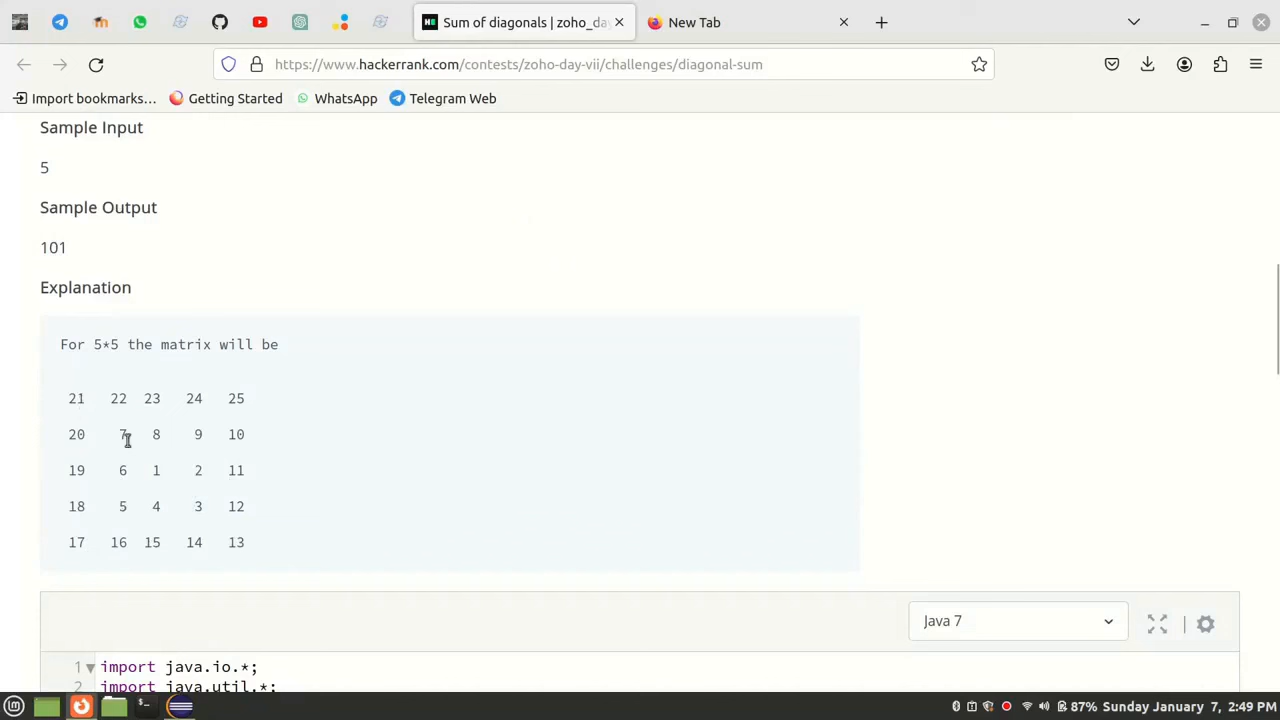 Sum of diagonals | zoho_day
New Tab
https://www.hackerrank.com/contests/zoho-day-vii/challenges/diagonal-sum
Import bookmarks... Getting Started WhatsApp Telegram Web
Sample Input
5
Sample Output
101
Explanation
For 5*5 the matrix will be
21 22 23 24 25
20 7 8 9 10
19 6 1 2 11
18 5 4 3 12
17 16 15 14 13
Java 7
1 import java.io.*;
2 import java.util.*;
87% Sunday January 7, 2:49 PM